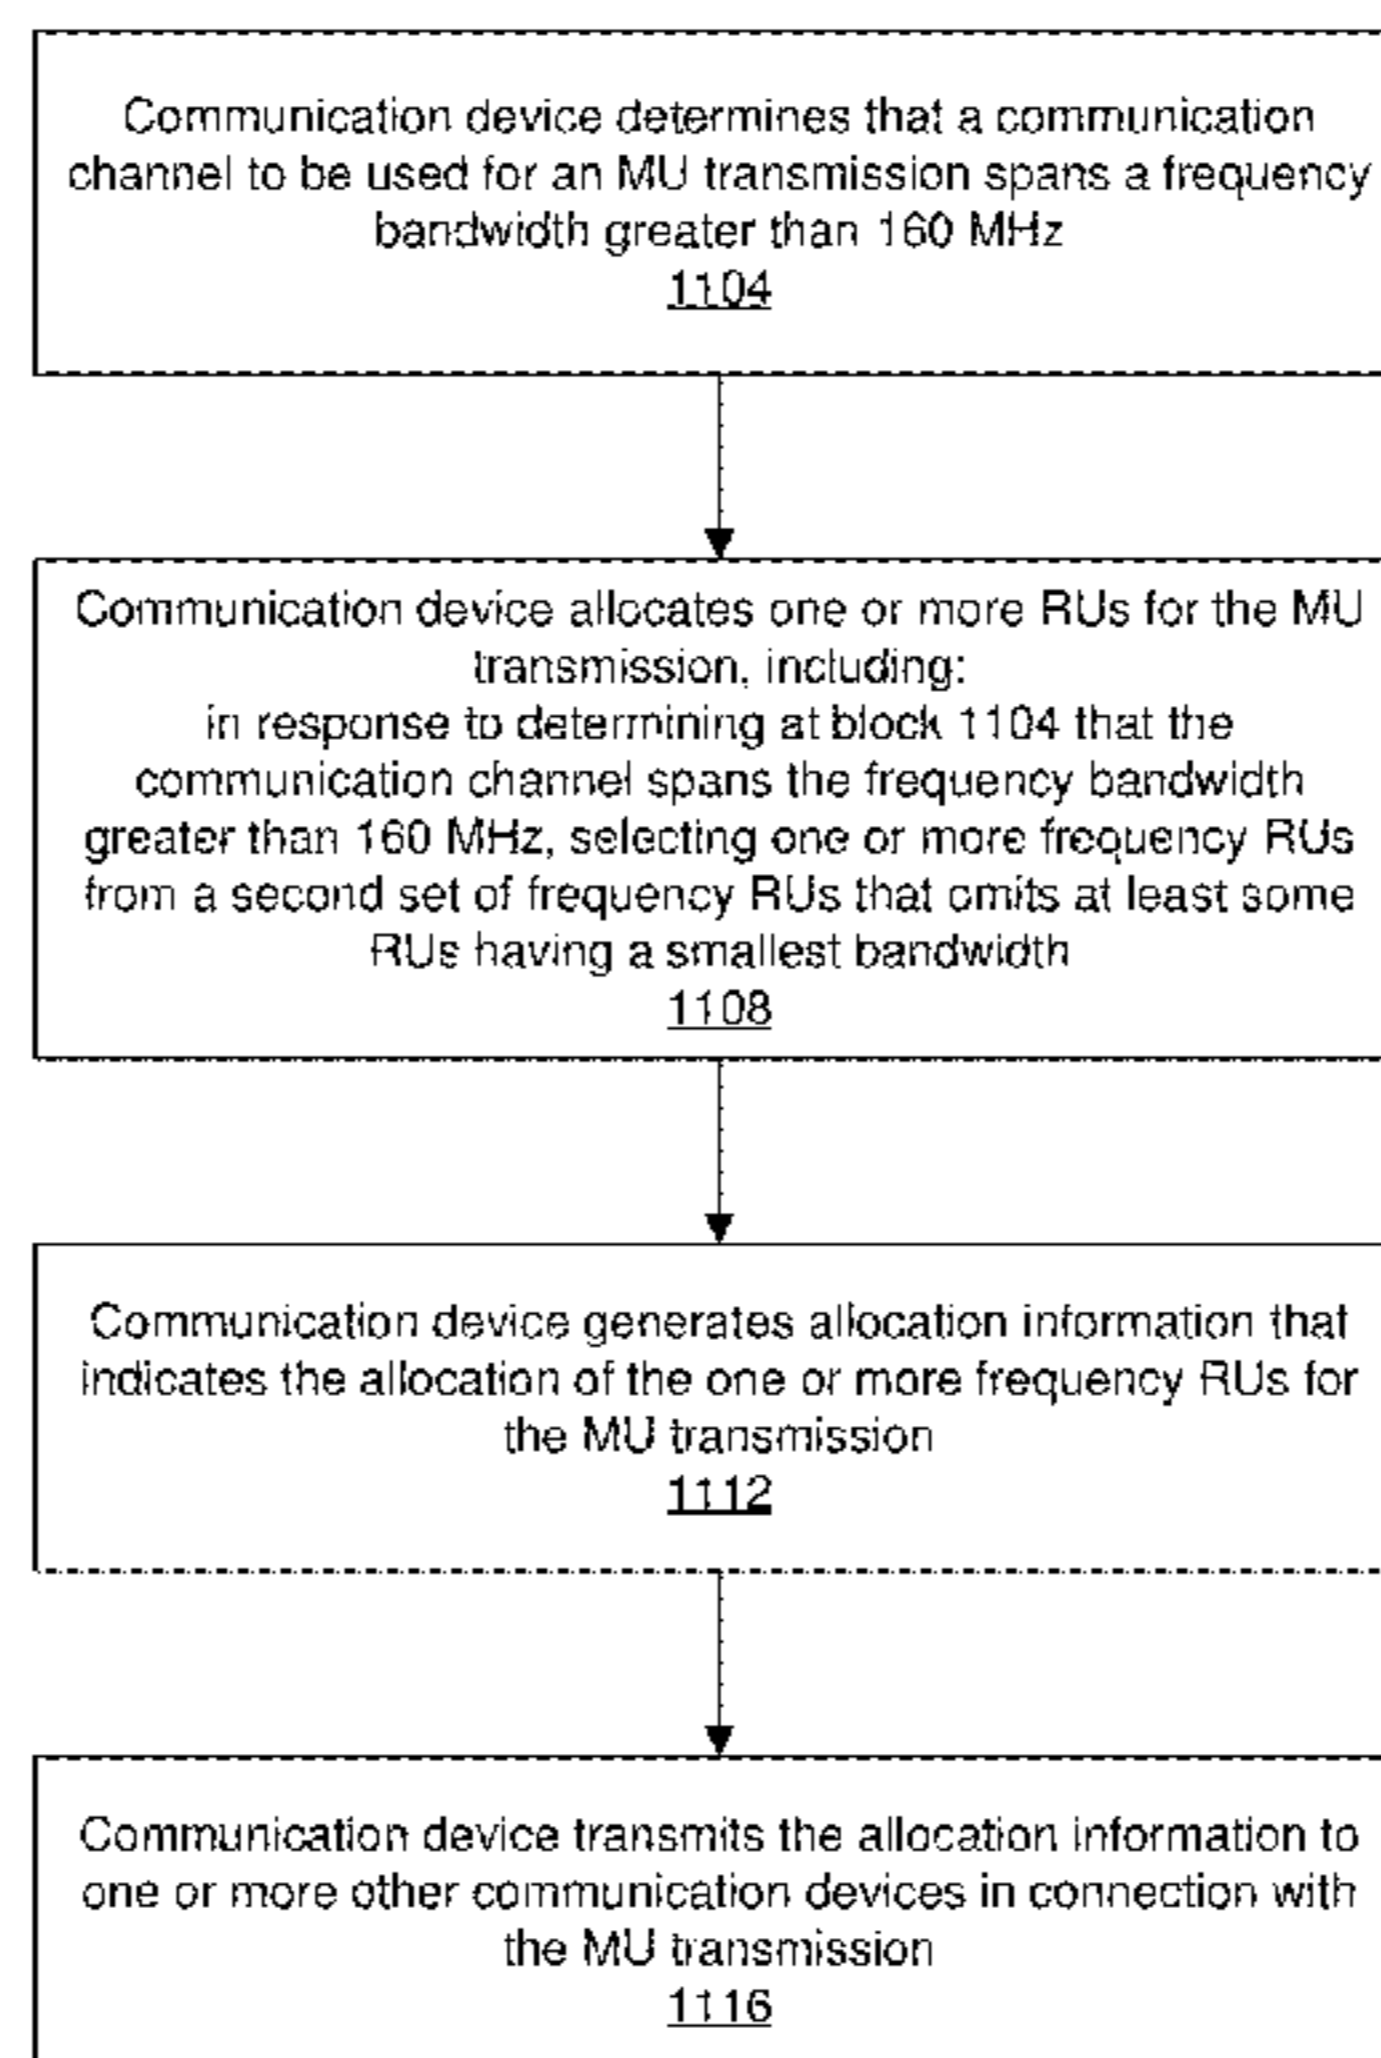 Communication device determines that a communication
channel to be used for an MU transmission spans a frequency
bandwidth greater than 160 MHz
1104
Communication device allocates one or more RUs for the MU
transmission, including:
in response to determining at block 1104 that the
communication channel spans the frequency bandwidth
greater than 160 MHz, selecting one or more frequency RUs
from a second set of frequency RUs that omits at least some
RUs having a smallest bandwidth
1108
Communication device generates allocation information that
indicates the allocation of the one or more frequency RUs for
the MU transmission
1112
Communication device transmits the allocation information to
one or more other communication devices in connection with
the MU transmission
1116